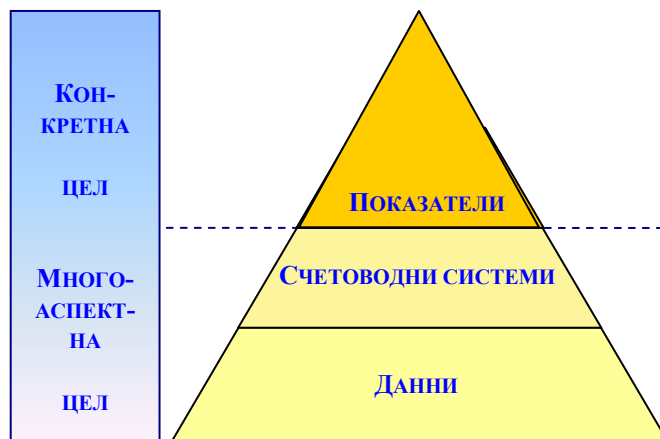 КОН-
КРЕТНА
ЦЕЛ
МНОГО-
АСПЕКТ-
НА
ЦЕЛ
ПОКАЗАТЕЛИ
СЧЕТОВОДНИ СИСТЕМИ
ДАННИ